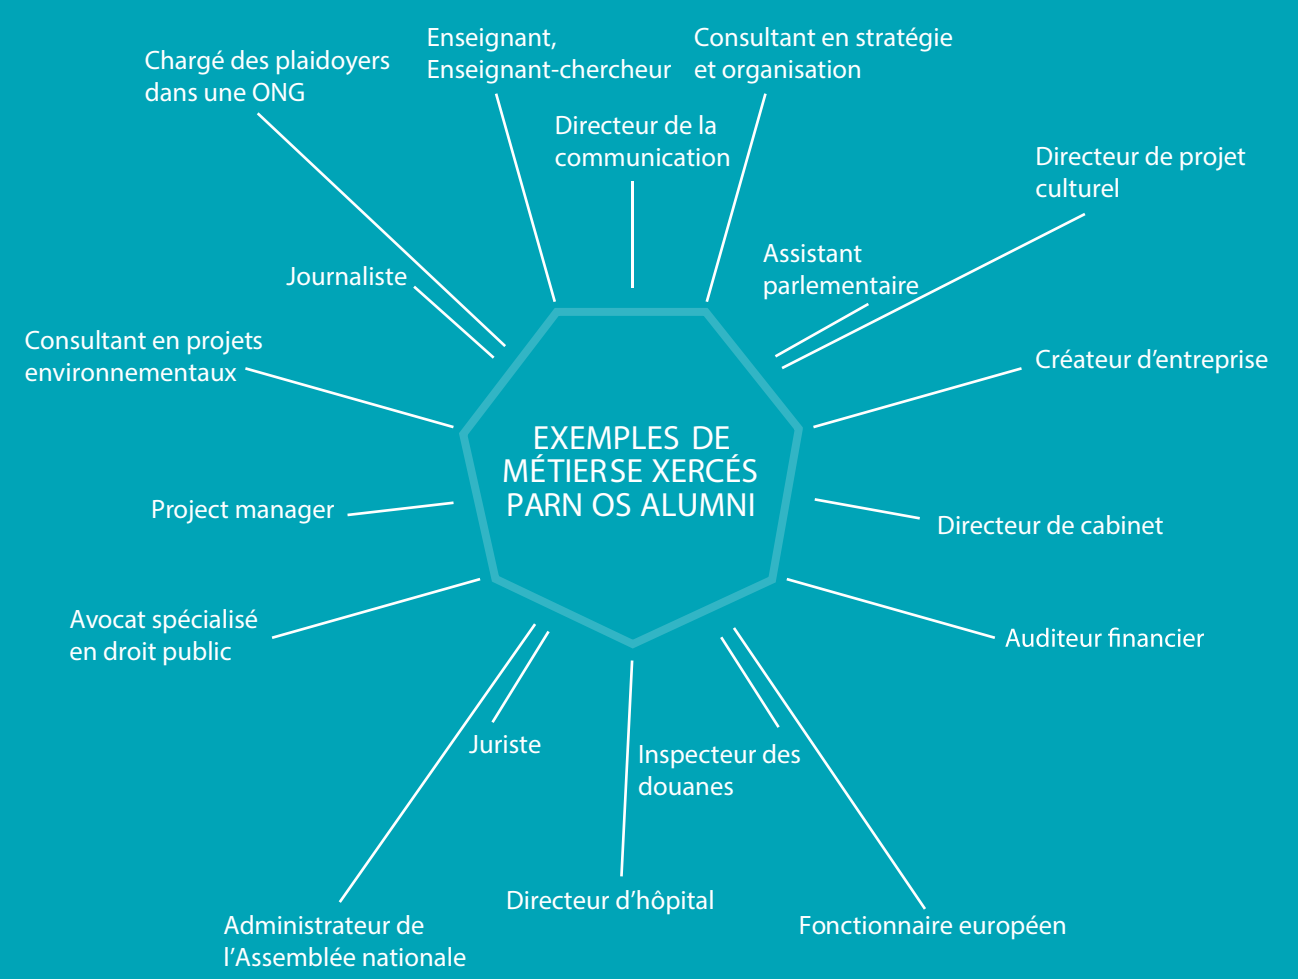 Enseignant,
Enseignant-chercheur
Consultant en stratégie
et organisation
Chargé des plaidoyers
dans une ONG
Directeur de la
communication
Directeur de projet
culturel
Assistant
parlementaire
Journaliste
Consultant en projets
environnementaux
Créateur d’entreprise
EXEMPLES DE
MÉTIERSE XERCÉS
PARN OS ALUMNI
Project manager
Directeur de cabinet
Avocat spécialisé
en droit public
Auditeur financier
Juriste
Inspecteur des
douanes
Directeur d’hôpital
Administrateur de
l’Assemblée nationale
Fonctionnaire européen